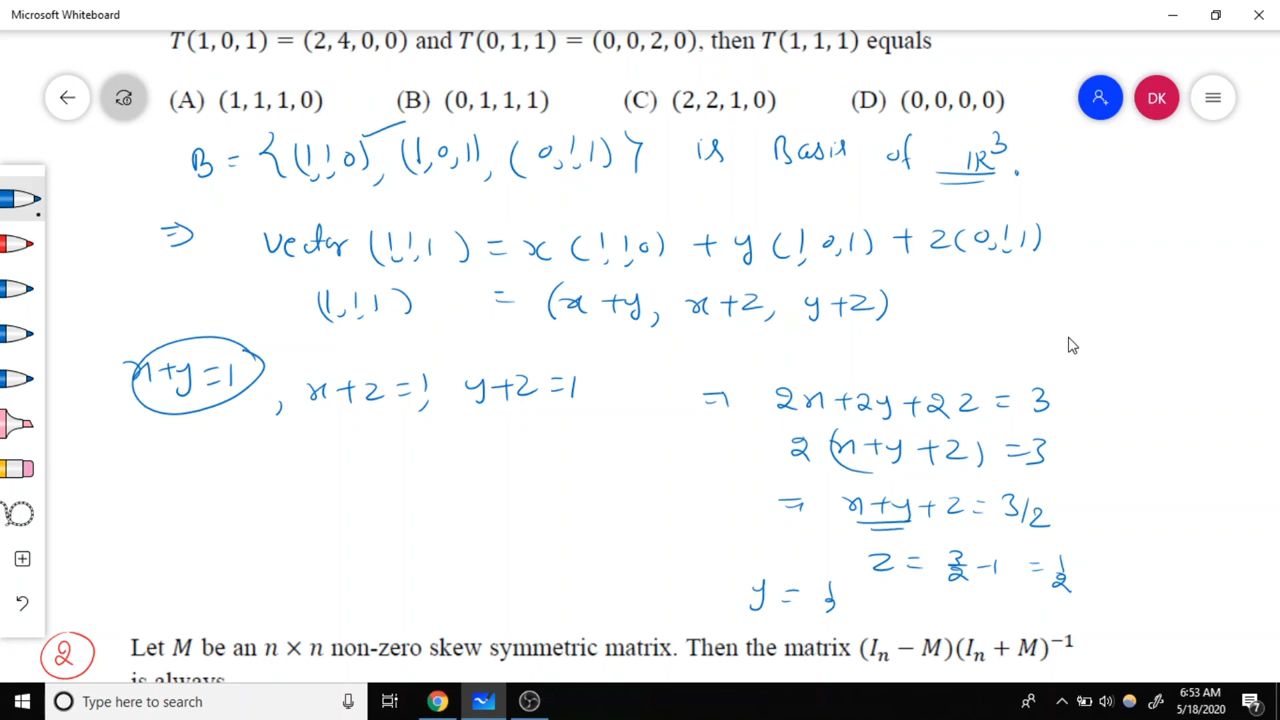 Microsoft Whiteboard
T(1, 0, 1) = (2, 4, 0, 0) and T(0, 1, 1) = (0, 0, 2, 0), then T(1, 1, 1) equals
(A) (1, 1, 1, 0) (B) (0, 1, 1, 1) (C) (2, 2, 1, 0) (D) (0, 0, 0, 0)
DK
B = {(1,1,0), (1,0,1), (0,1,1)} is Basis of IR³.
⇒ vector (1,1,1) = x (1,1,0) + y (1,0,1) + z (0,1,1)
(1,1,1) = (x+y, x+z, y+z)
x+y=1, x+z=1, y+z=1
⇒ 2x+2y+2z = 3
2(x+y+z) = 3
⇒ x+y+z = 3/2
z = 3/2 -1 = 1/2
y =
2 Let M be an n × n non-zero skew symmetric matrix. Then the matrix (Iₙ − M)(Iₙ + M)⁻¹
is always
Type here to search
6:53 AM
5/18/2020
7